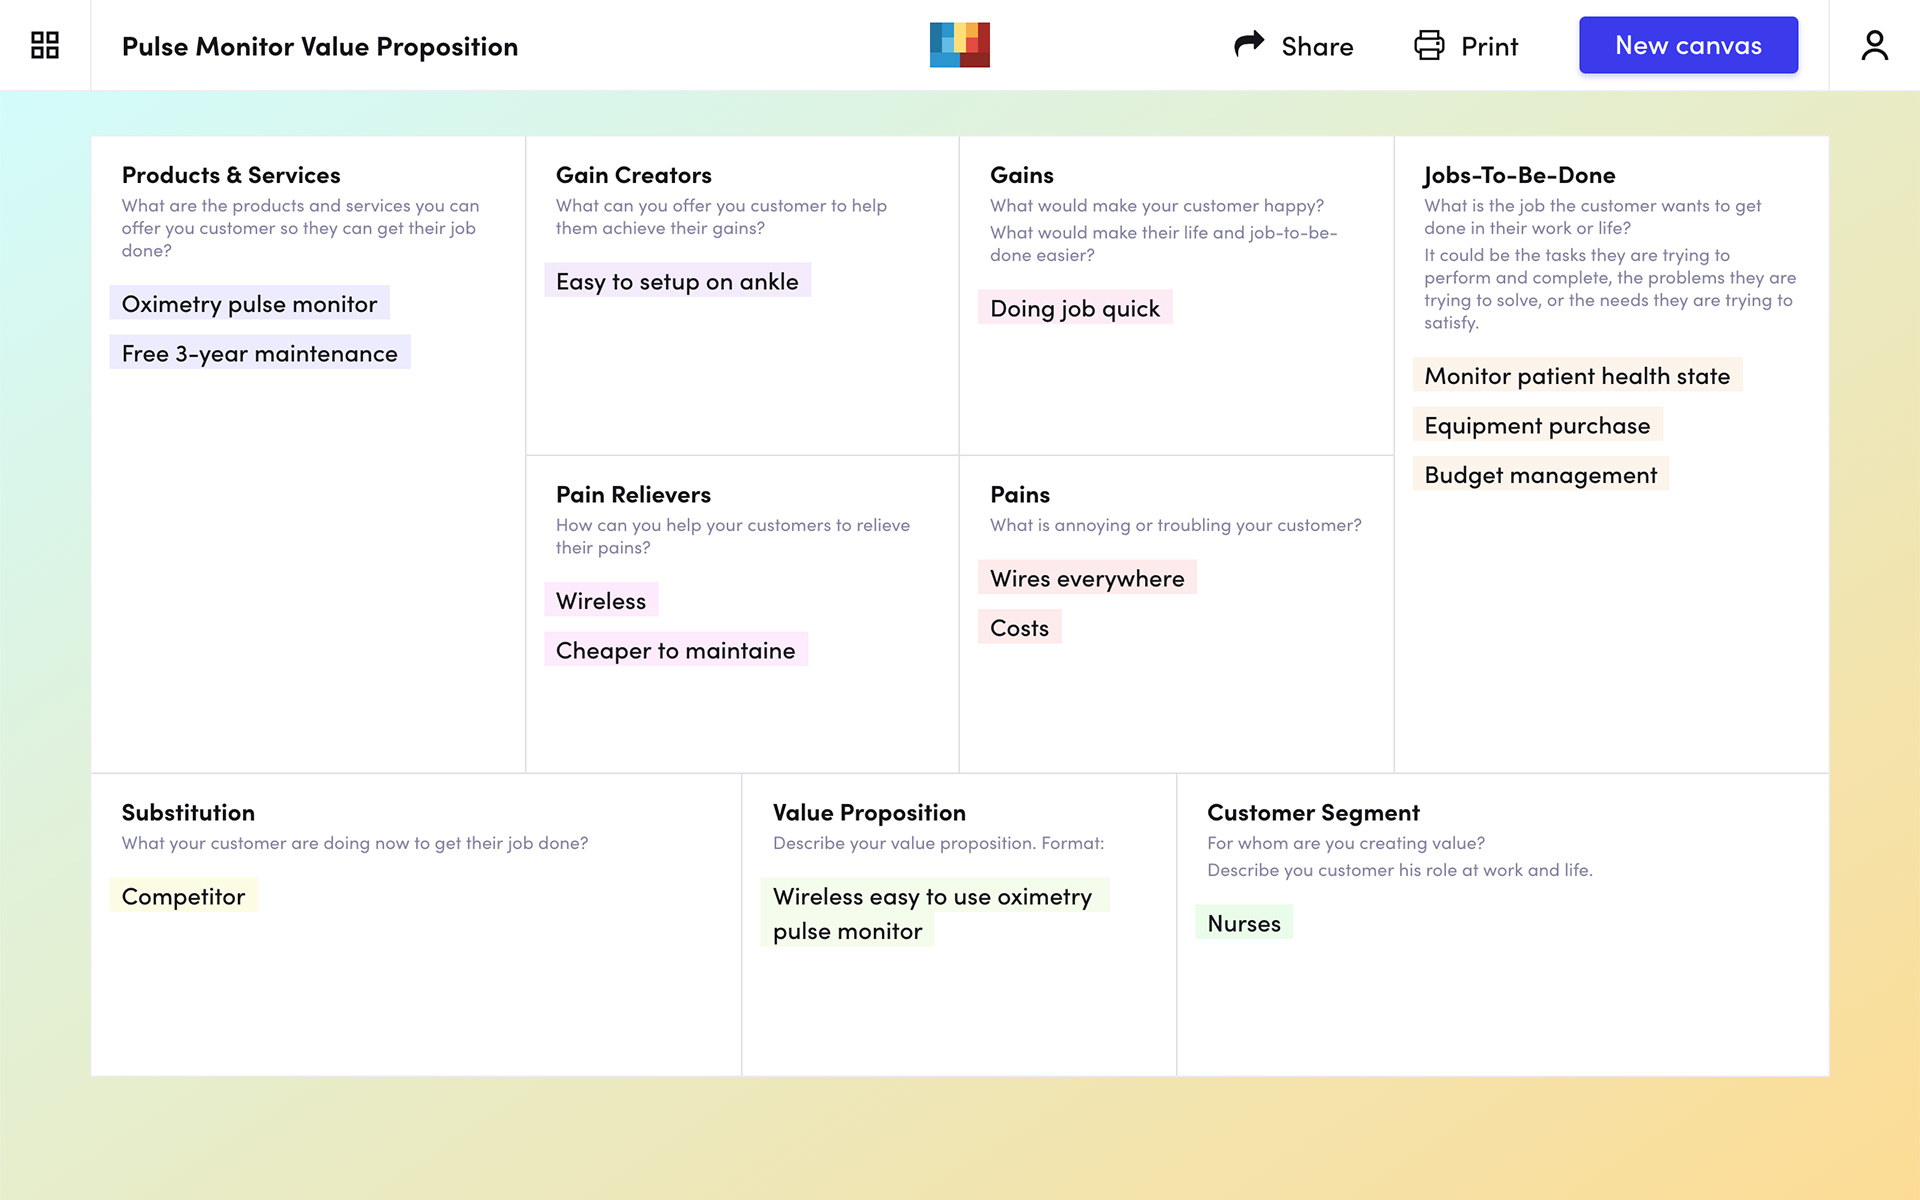 Pulse Monitor Value Proposition
Share
Print
New canvas
Products & Services
What are the products and services you can
offer you customer so they can get their job
done?
Oximetry pulse monitor
Free 3-year maintenance
Gain Creators
What can you offer you customer to help
them achieve their gains?
Easy to setup on ankle
Gains
What would make your customer happy?
What would make their life and job-to-be-
done easier?
Doing job quick
Jobs-To-Be-Done
What is the job the customer wants to get
done in their work or life?
It could be the tasks they are trying to
perform and complete, the problems they are
trying to solve, or the needs they are trying to
satisfy.
Monitor patient health state
Equipment purchase
Budget management
Pain Relievers
How can you help your customers to relieve
their pains?
Wireless
Cheaper to maintaine
Pains
What is annoying or troubling your customer?
Wires everywhere
Costs
Substitution
What your customer are doing now to get their job done?
Competitor
Value Proposition
Describe your value proposition. Format:
Wireless easy to use oximetry
pulse monitor
Customer Segment
For whom are you creating value?
Describe you customer his role at work and life.
Nurses